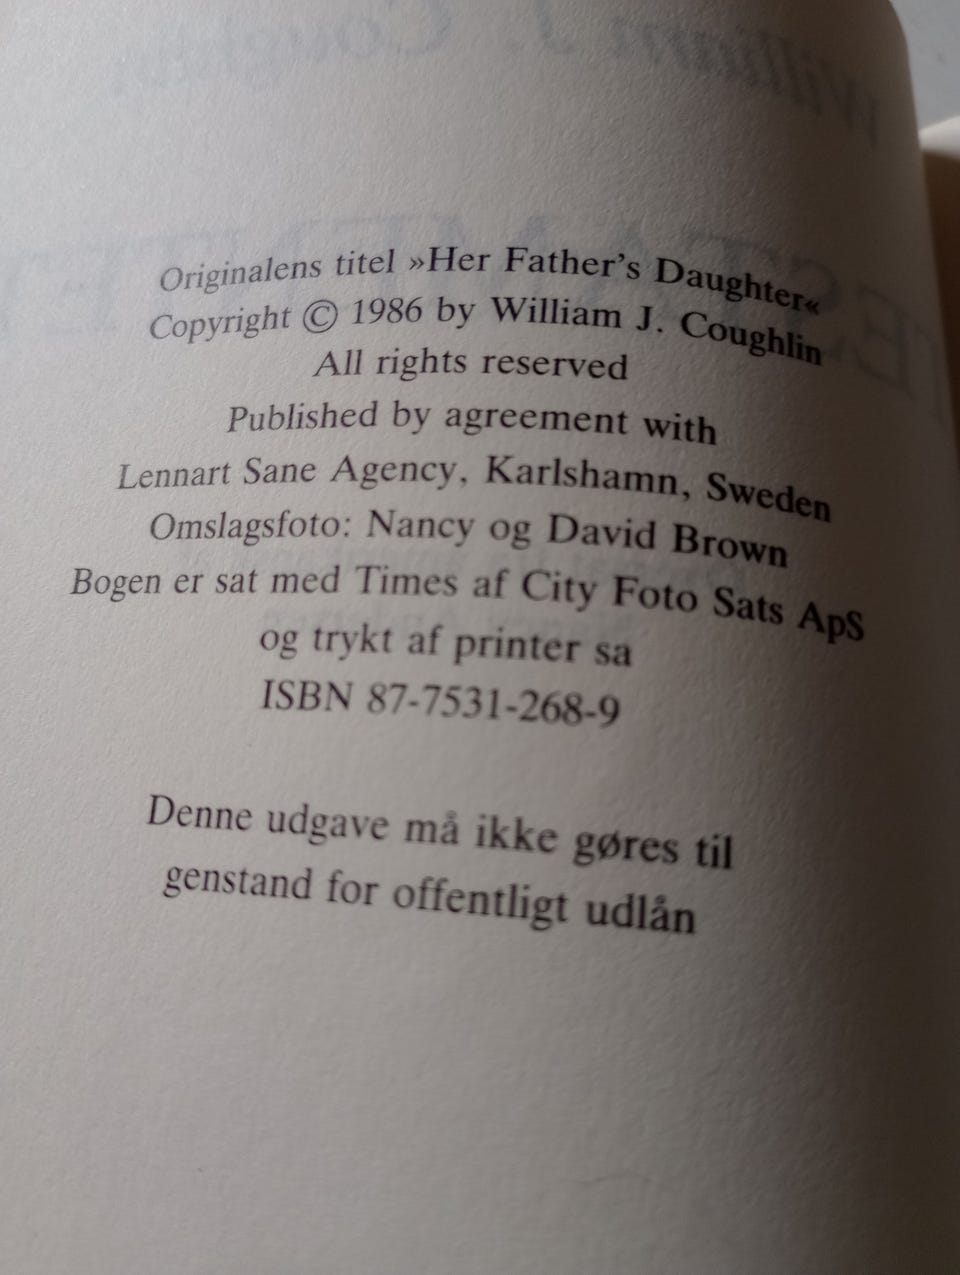 Originalens titel »Her Father's Daughter«
Copyright © 1986 by William J. Coughlin
All rights reserved
Published by agreement with
Lennart Sane Agency, Karlshamn, Sweden
Omslagsfoto: Nancy og David Brown
Bogen er sat med Times af City Foto Sats ApS
og trykt af printer sa
ISBN 87-7531-268-9
Denne udgave må ikke gøres til
genstand for offentligt udlån